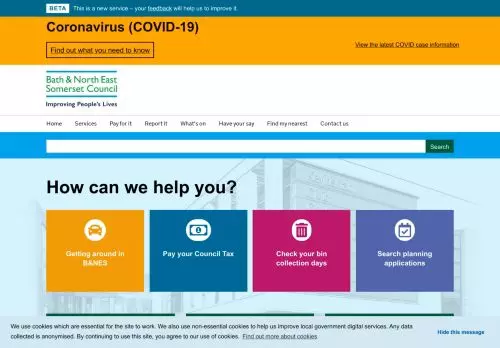 BETA This is a new service – your feedback will help us to improve it.
Coronavirus (COVID-19)
Find out what you need to know
View the latest COVID case information
Bath & North East
Somerset Council
Improving People's Lives
Home Services Pay for it Report it What's on Have your say Find my nearest Contact us
Search
How can we help you?
Getting around in
B&NES
Pay your Council Tax
Check your bin
collection days
Search planning
applications
We use cookies which are essential for the site to work. We also use non-essential cookies to help us improve local government digital services. Any data
collected is anonymised. By continuing to use this site, you agree to our use of cookies. Find out more about cookies
Hide this message